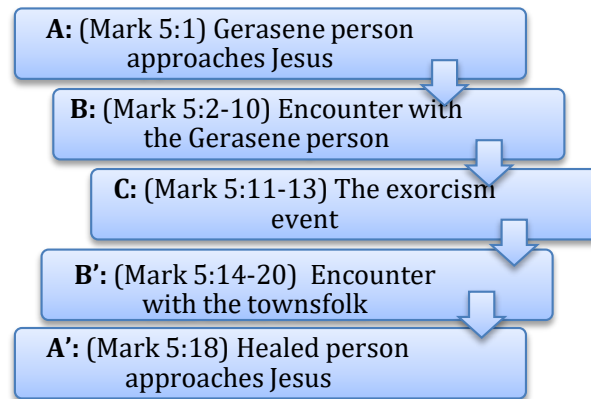 A: (Mark 5:1) Gerasene person
approaches Jesus
B: (Mark 5:2-10) Encounter with
the Gerasene person
C: (Mark 5:11-13) The exorcism
event
B’: (Mark 5:14-20) Encounter
with the townsfolk
A’: (Mark 5:18) Healed person
approaches Jesus